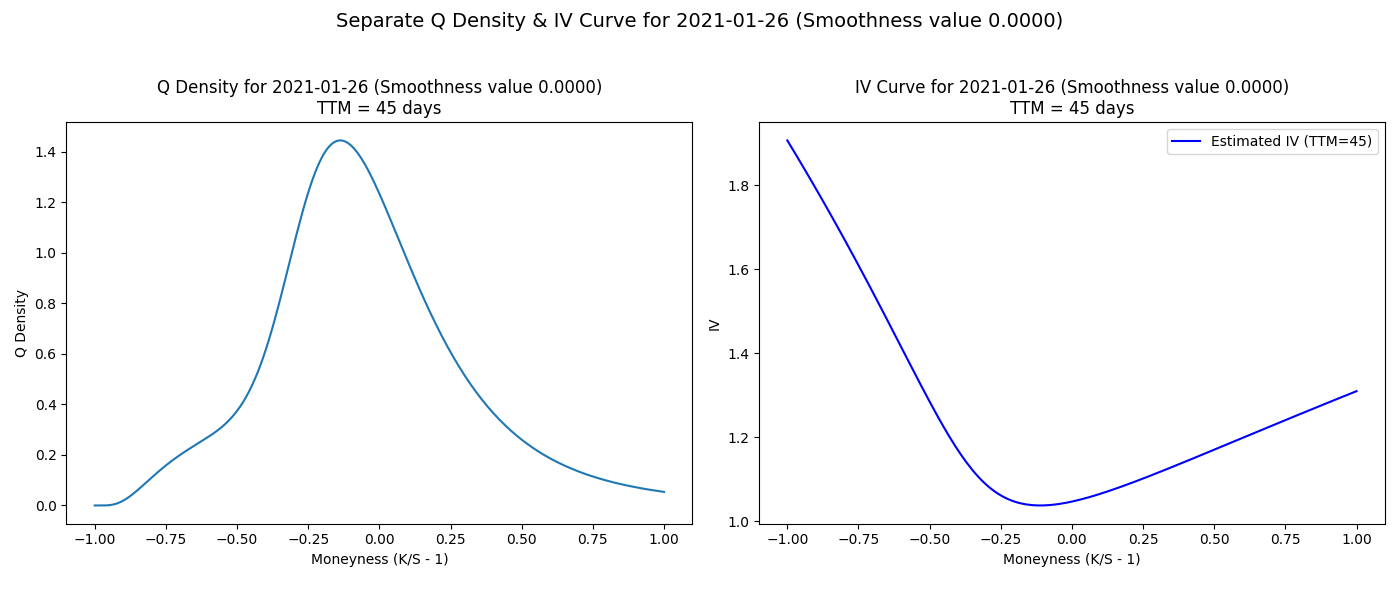 Separate Q Density & IV Curve for 2021-01-26 (Smoothness value 0.0000)
Q Density for 2021-01-26 (Smoothness value 0.0000)
TTM = 45 days
Q Density
1.4
1.2
1.0
0.8
0.6
0.4
0.2
0.0
−1.00 −0.75 −0.50 −0.25 0.00 0.25 0.50 0.75 1.00
Moneyness (K/S - 1)
IV Curve for 2021-01-26 (Smoothness value 0.0000)
TTM = 45 days
Estimated IV (TTM=45)
IV
1.8
1.6
1.4
1.2
1.0
−1.00 −0.75 −0.50 −0.25 0.00 0.25 0.50 0.75 1.00
Moneyness (K/S - 1)